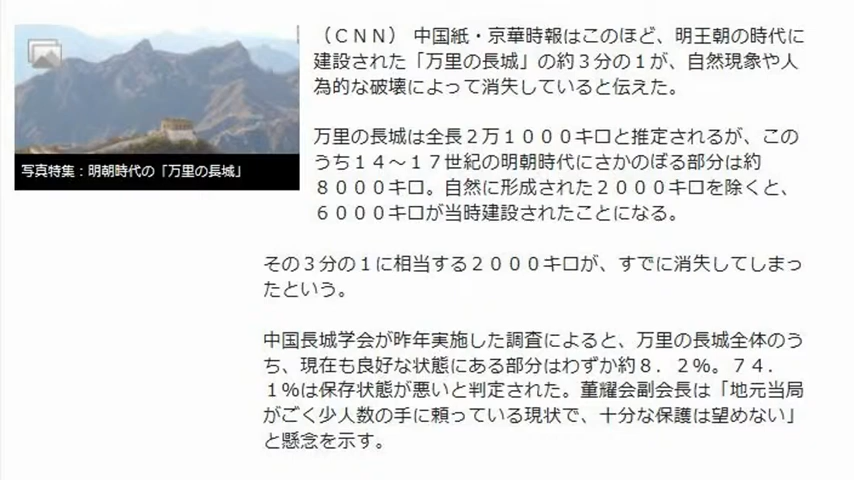 （ＣＮＮ） 中国紙・京華時報はこのほど、明王朝の時代に
建設された「万里の長城」の約３分の１が、自然現象や人
為的な破壊によって消失していると伝えた。
写真特集：明朝時代の「万里の長城」
万里の長城は全長２万１０００キロと推定されるが、この
うち１４～１７世紀の明朝時代にさかのぼる部分は約
８０００キロ。自然に形成された２０００キロを除くと、
６０００キロが当時建設されたことになる。
その３分の１に相当する２０００キロが、すでに消失してしまっ
たという。
中国長城学会が昨年実施した調査によると、万里の長城全体のう
ち、現在も良好な状態にある部分はわずか約８．２％。７４．
１％は保存状態が悪いと判定された。董耀会副会長は「地元当局
がごく少人数の手に頼っている現状で、十分な保護は望めない」
と懸念を示す。